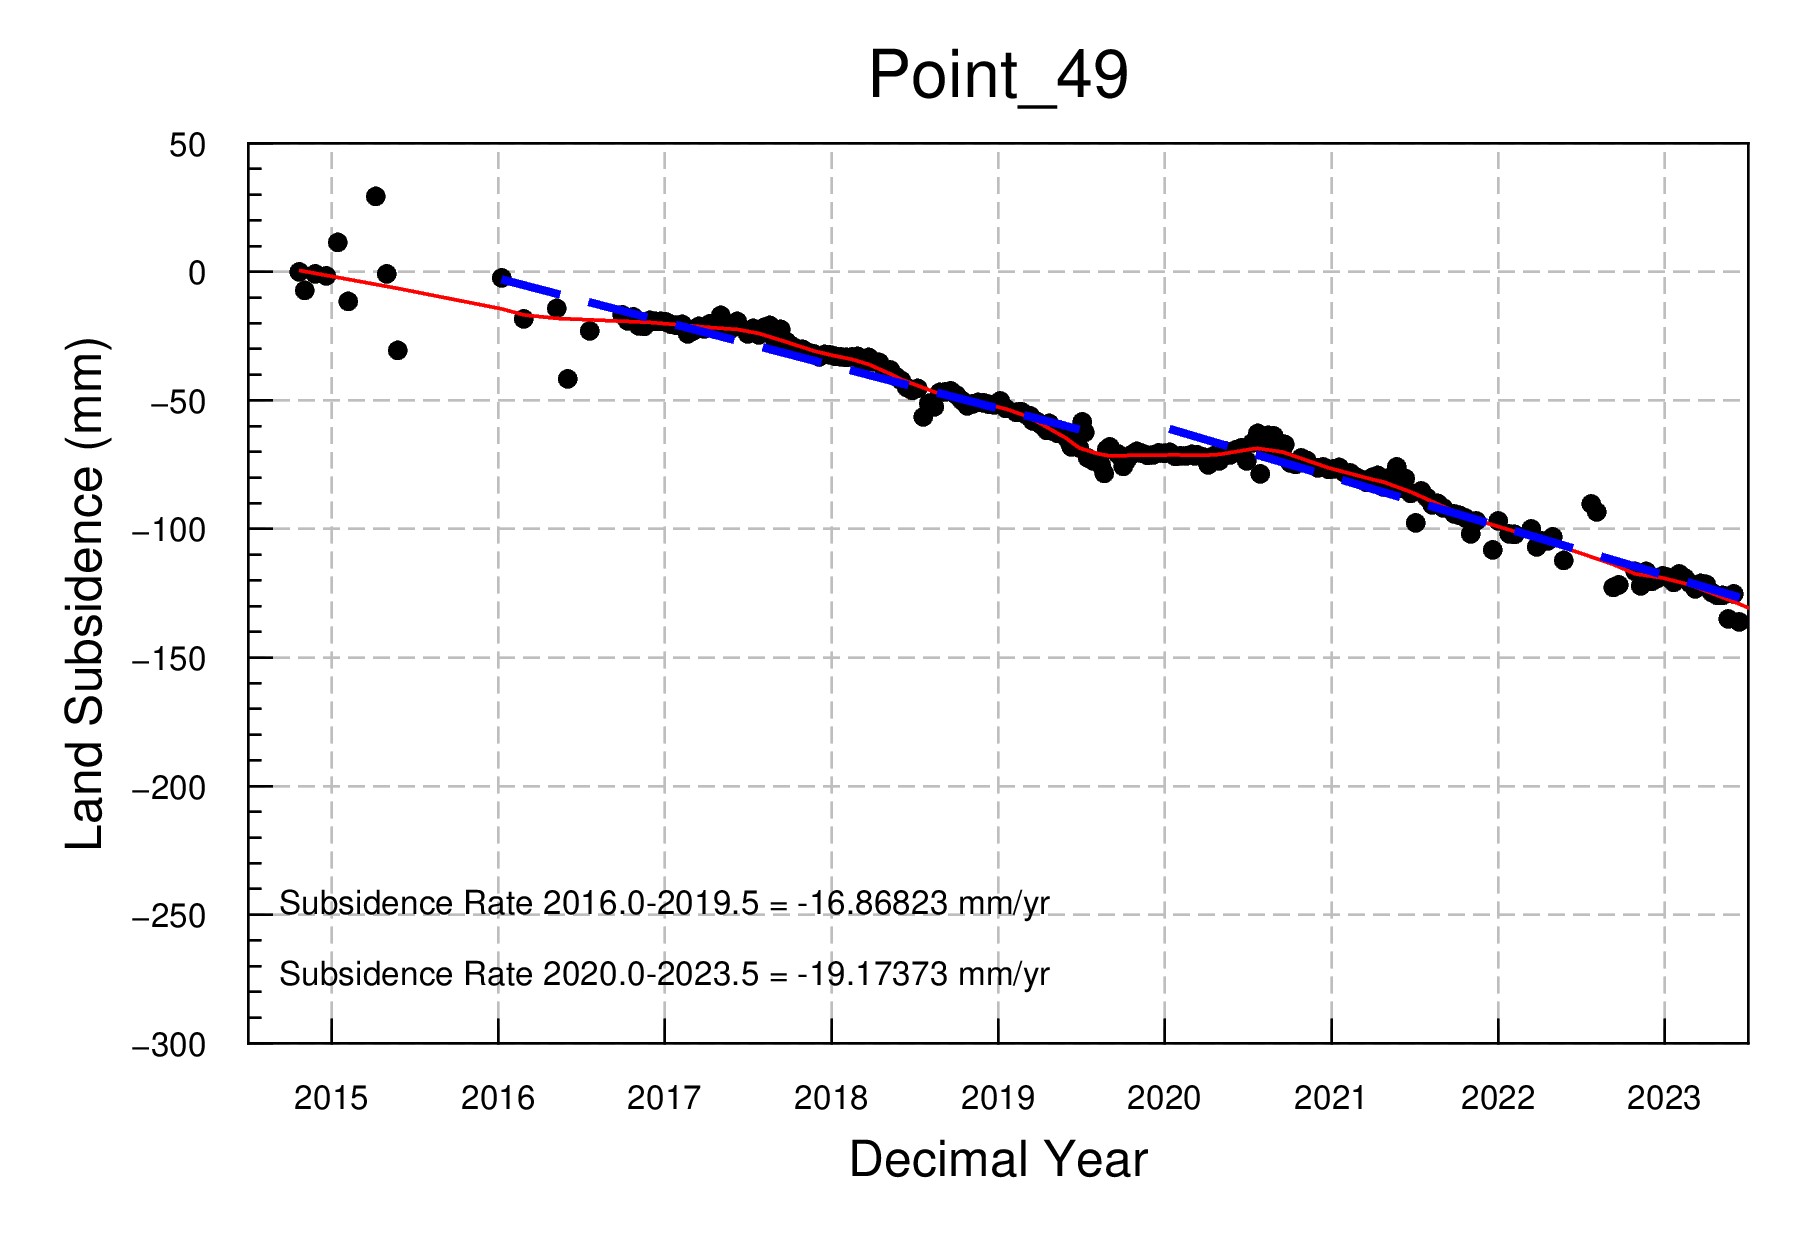 Point_49
50
0
−50
−100
−150
−200
−250
−300
Land Subsidence (mm)
Subsidence Rate 2016.0-2019.5 = -16.86823 mm/yr
Subsidence Rate 2020.0-2023.5 = -19.17373 mm/yr
2015 2016 2017 2018 2019 2020 2021 2022 2023
Decimal Year